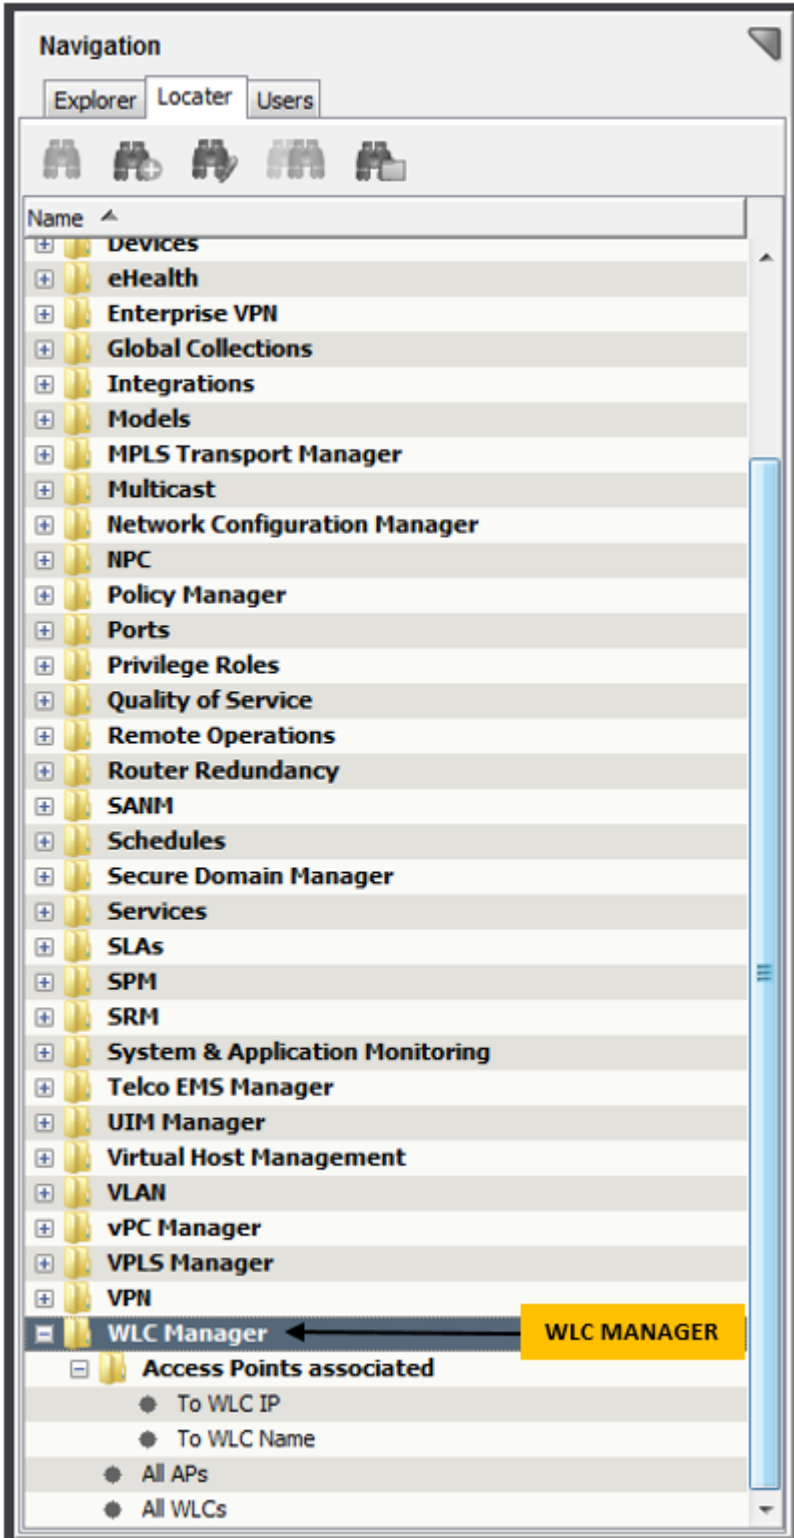 Navigation
Explorer Locater Users
Name
Devices
eHealth
Enterprise VPN
Global Collections
Integrations
Models
MPLS Transport Manager
Multicast
Network Configuration Manager
NPC
Policy Manager
Ports
Privilege Roles
Quality of Service
Remote Operations
Router Redundancy
SANM
Schedules
Secure Domain Manager
Services
SLAs
SPM
SRM
System & Application Monitoring
Telco EMS Manager
UIM Manager
Virtual Host Management
VLAN
vPC Manager
VPLS Manager
VPN
WLC Manager WLC MANAGER
Access Points associated
To WLC IP
To WLC Name
All APs
All WLCs